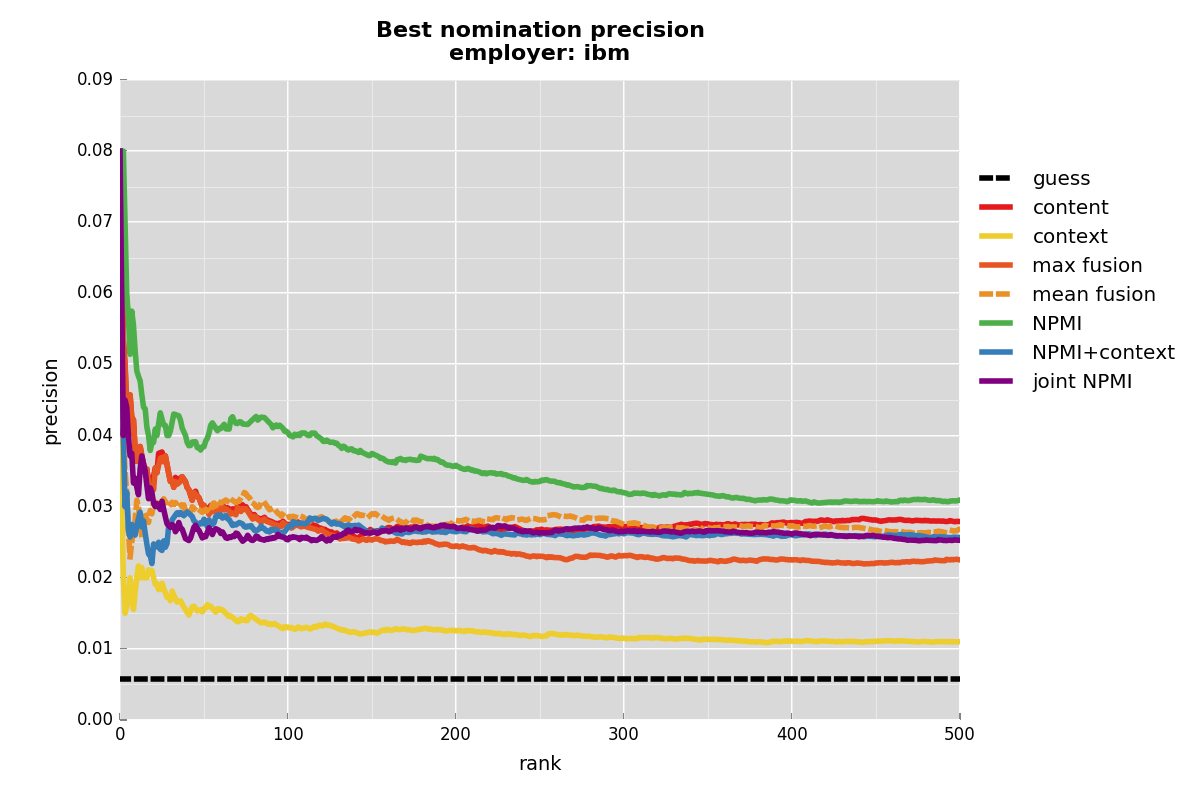 Best nomination precision
employer: ibm
precision
0.09
0.08
0.07
0.06
0.05
0.04
0.03
0.02
0.01
0.00
0
100
200
300
400
500
rank
guess
content
context
max fusion
mean fusion
NPMI
NPMI+context
joint NPMI